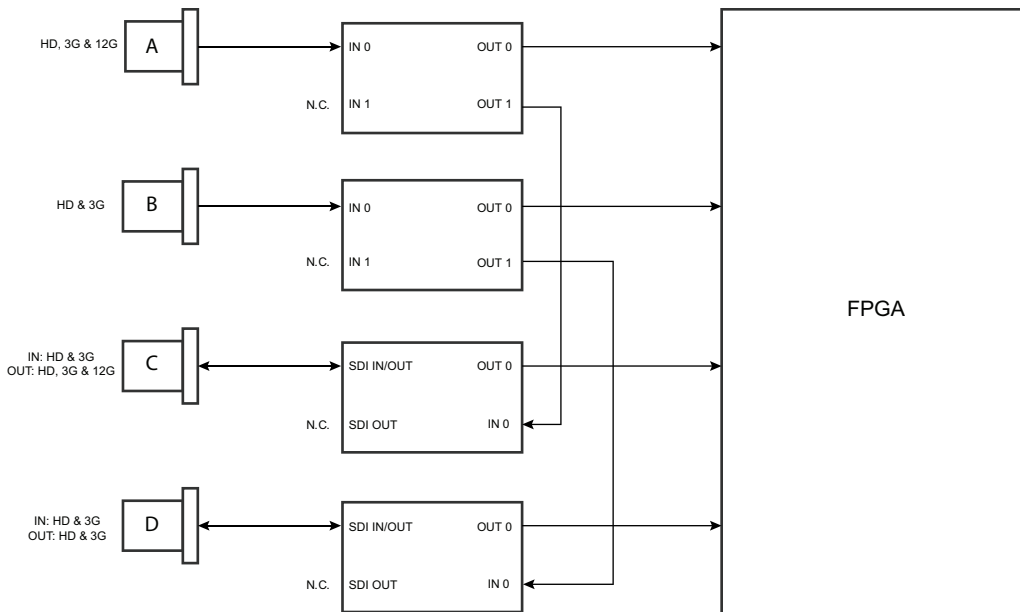 HD, 3G & 12G
A
IN 0
OUT 0
N.C.
IN 1
OUT 1
HD & 3G
B
IN 0
OUT 0
N.C.
IN 1
OUT 1
FPGA
IN: HD & 3G
OUT: HD, 3G & 12G
C
SDI IN/OUT
OUT 0
N.C.
SDI OUT
IN 0
IN: HD & 3G
OUT: HD & 3G
D
SDI IN/OUT
OUT 0
N.C.
SDI OUT
IN 0